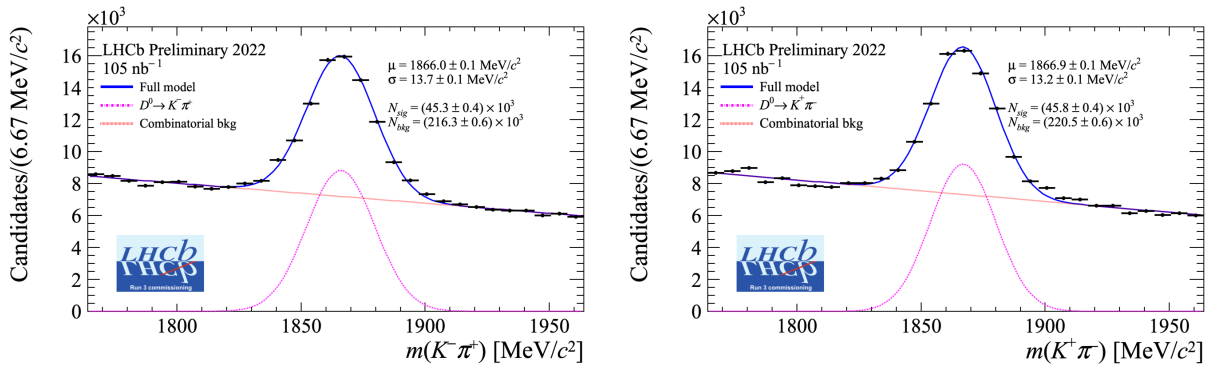 ×10³
Candidates/(6.67 MeV/c²)
16
14
12
10
8
6
4
2
0
LHCb Preliminary 2022
105 nb⁻¹
Full model
D⁰→ K⁻π⁺
Combinatorial bkg
μ = 1866.0 ± 0.1 MeV/c²
σ = 13.7 ± 0.1 MeV/c²
N_sig = (45.3 ± 0.4) × 10³
N_bkg = (216.3 ± 0.6) × 10³
LHCb
LHCb
Run 3 commissioning
1800 1850 1900 1950
m(K⁻π⁺) [MeV/c²]
×10³
Candidates/(6.67 MeV/c²)
16
14
12
10
8
6
4
2
0
LHCb Preliminary 2022
105 nb⁻¹
Full model
D⁰→ K⁺π⁻
Combinatorial bkg
μ = 1866.9 ± 0.1 MeV/c²
σ = 13.2 ± 0.1 MeV/c²
N_sig = (45.8 ± 0.4) × 10³
N_bkg = (220.5 ± 0.6) × 10³
LHCb
LHCb
Run 3 commissioning
1800 1850 1900 1950
m(K⁺π⁻) [MeV/c²]